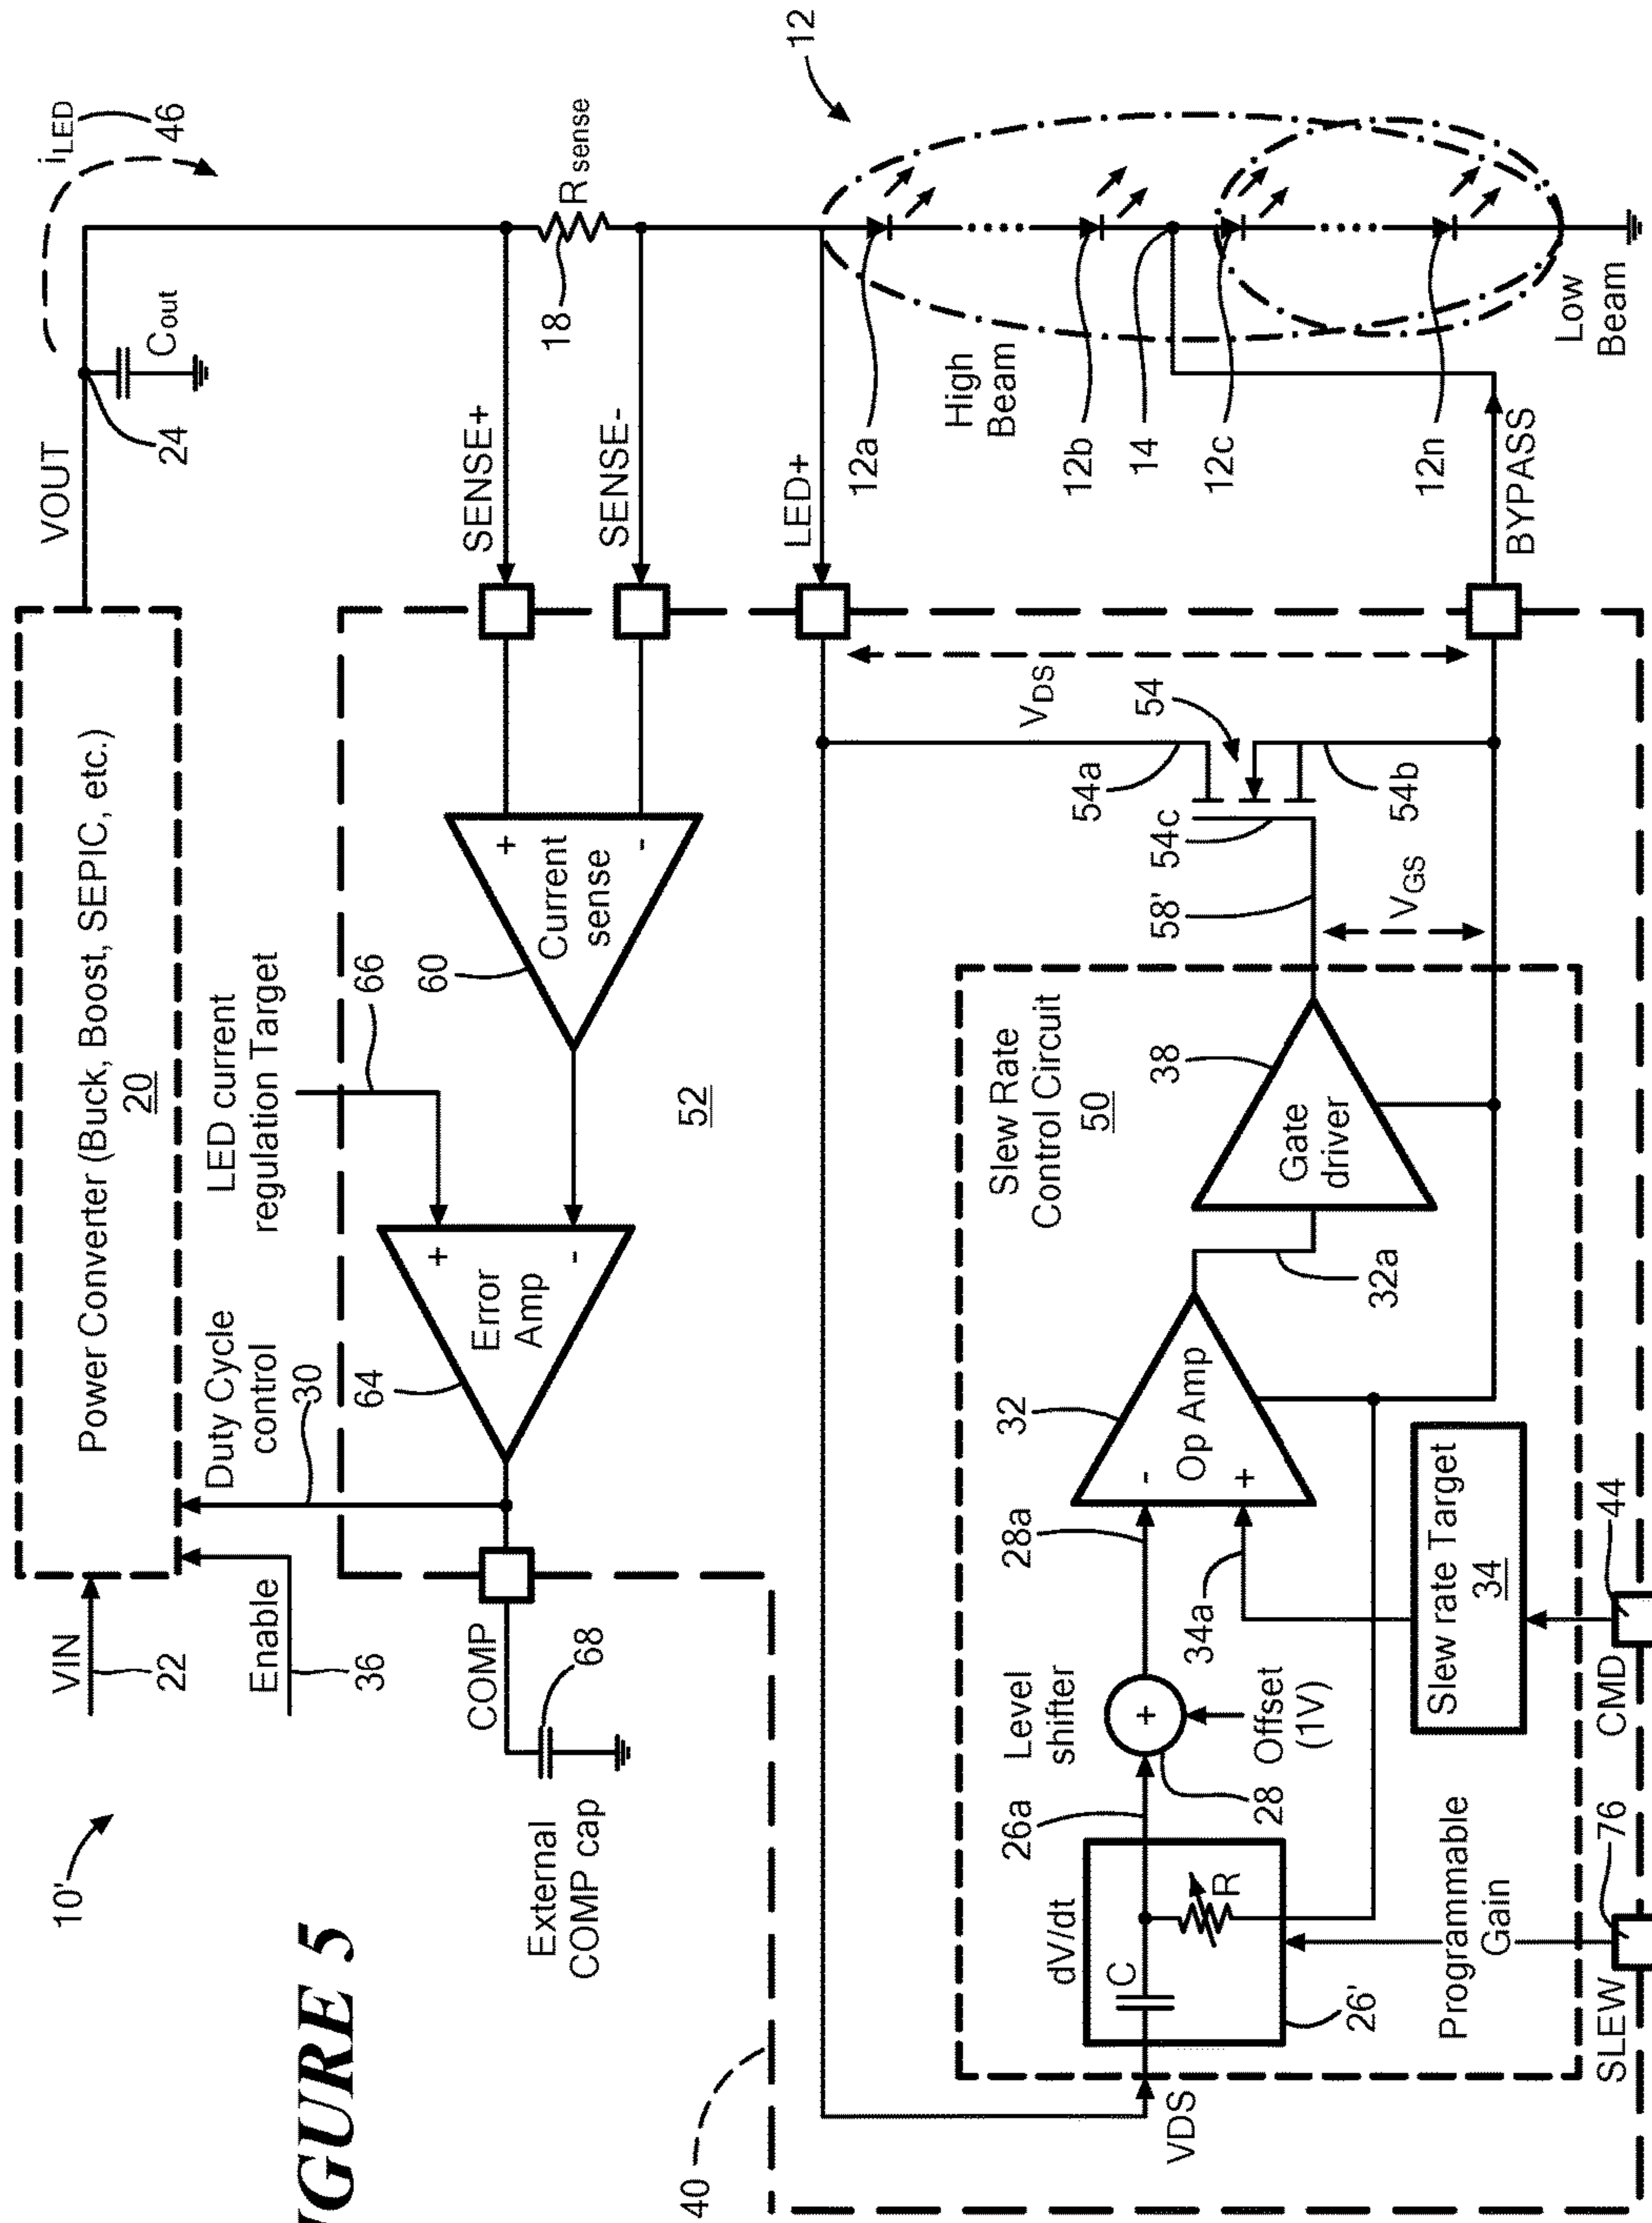 10'
VIN
22
Enable
36
Power Converter (Buck, Boost, SEPIC, etc.)
20
VOUT
24
Cout
iLED
46
Duty Cycle
control
30
LED current
regulation Target
66
COMP
68
External
COMP cap
64
Error
Amp
+
-
60
Current
sense
+
-
52
SENSE+
SENSE-
18
Rsense
LED+
12
12a
High
Beam
12b
14
12c
12n
Low
Beam
BYPASS
40
VDS
54
54a
54b
54c
58'
VGS
VDS
Slew Rate
Control Circuit
50
dV/dt
C
R
26'
26a
Level
shifter
+
28
Offset
(1V)
28a
34a
32
-
Op Amp
+
32a
38
Gate
driver
Slew rate Target
34
Programmable
Gain
SLEW
76
CMD
44
IGURE 5